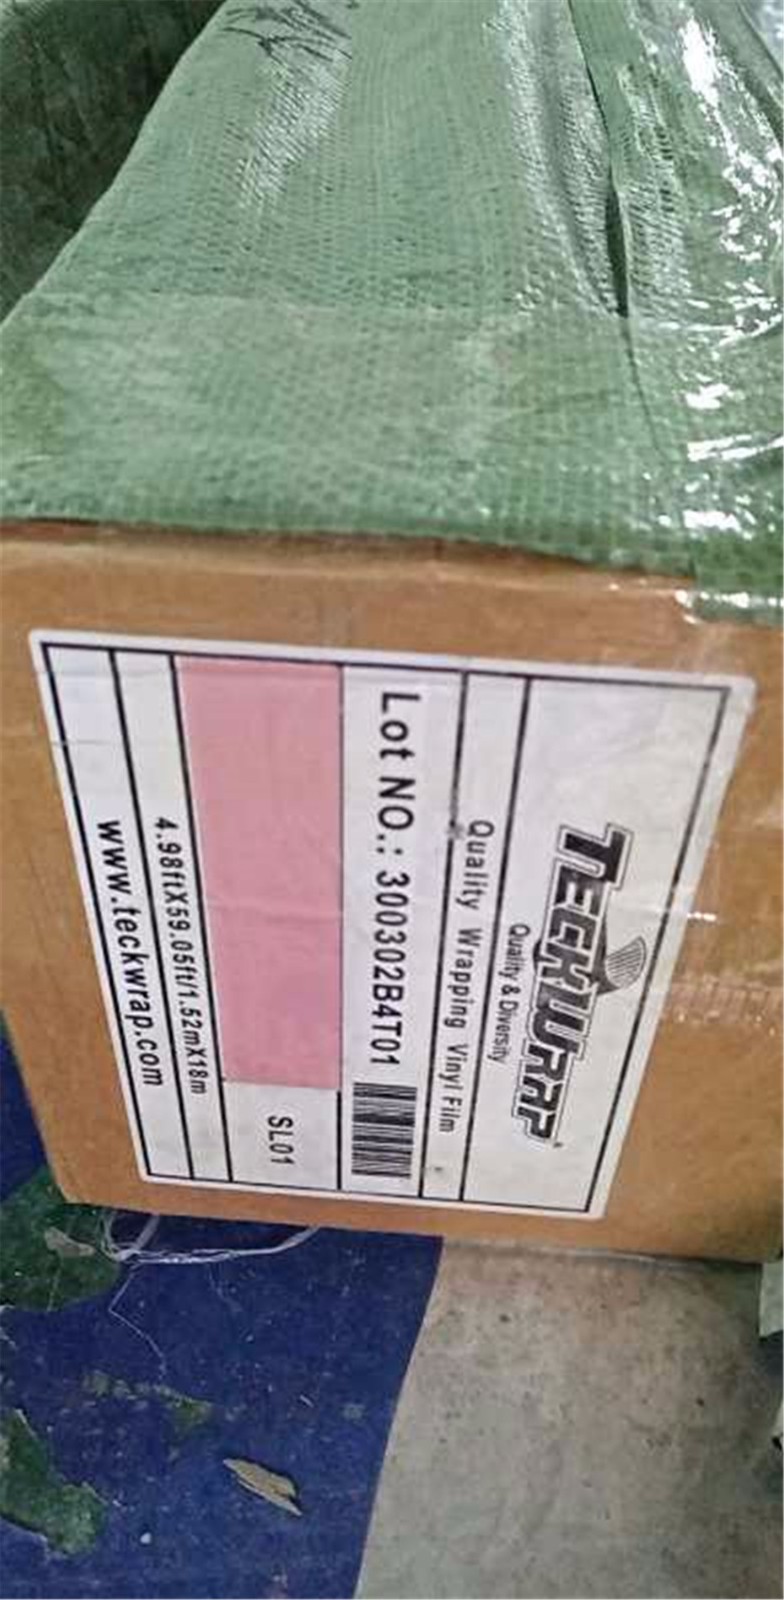 TECKWRAP
Quality & Diversity
Quality Wrapping Vinyl Film
Lot NO.: 300302B4T01
SL01
4.98ftX59.05ft/1.52mX18m
www.teckwrap.com